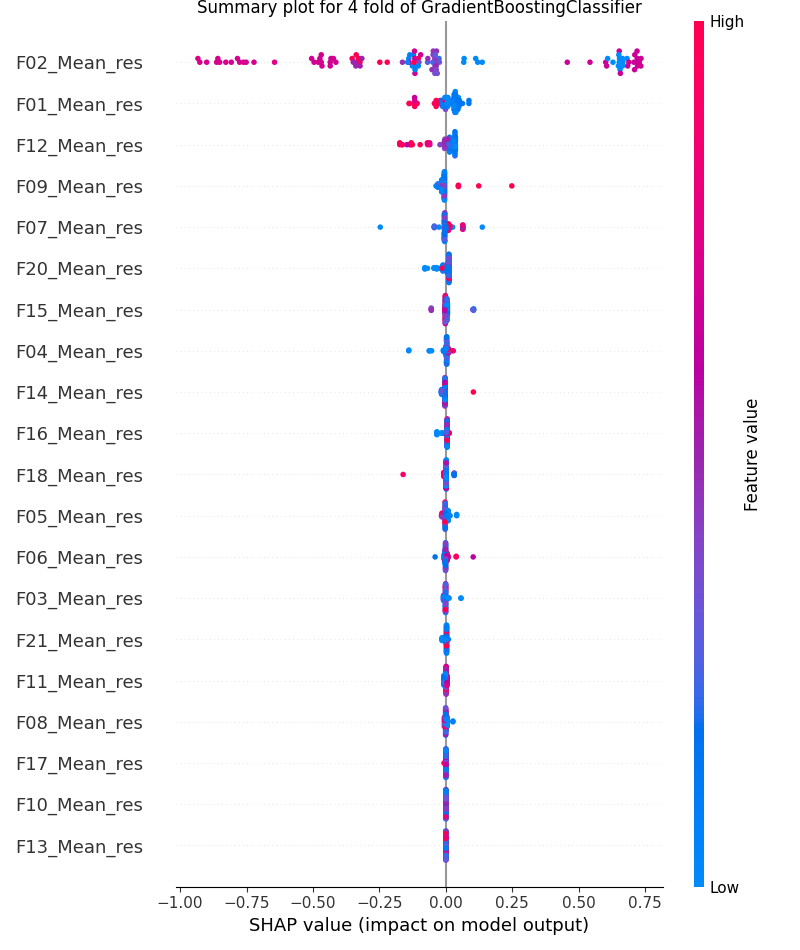 Summary plot for 4 fold of GradientBoostingClassifier
High
F02_Mean_res
F01_Mean_res
F12_Mean_res
F09_Mean_res
F07_Mean_res
F20_Mean_res
F15_Mean_res
F04_Mean_res
F14_Mean_res
F16_Mean_res
F18_Mean_res
F05_Mean_res
F06_Mean_res
F03_Mean_res
F21_Mean_res
F11_Mean_res
F08_Mean_res
F17_Mean_res
F10_Mean_res
F13_Mean_res
Feature value
Low
−1.00 −0.75 −0.50 −0.25 0.00 0.25 0.50 0.75
SHAP value (impact on model output)